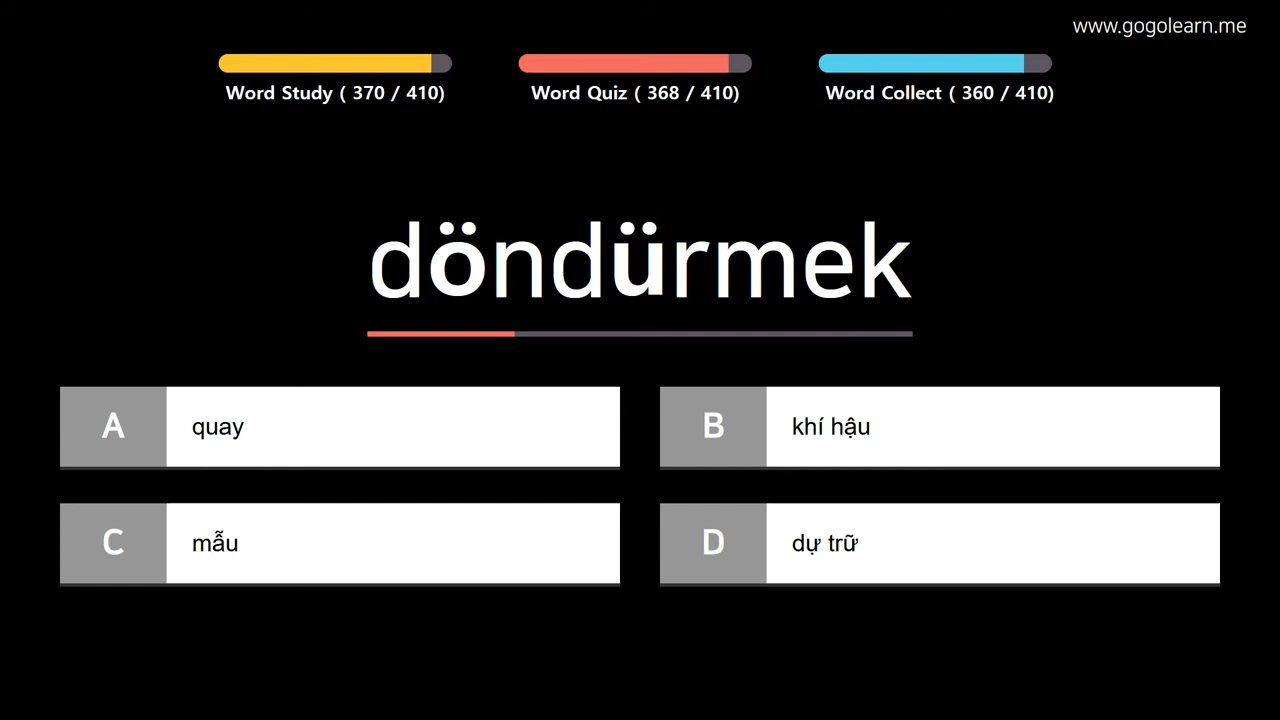 www.gogolearn.me
Word Study ( 370 / 410)
Word Quiz ( 368 / 410)
Word Collect ( 360 / 410)
döndürmek
A quay
B khí hậu
C mẫu
D dự trữ